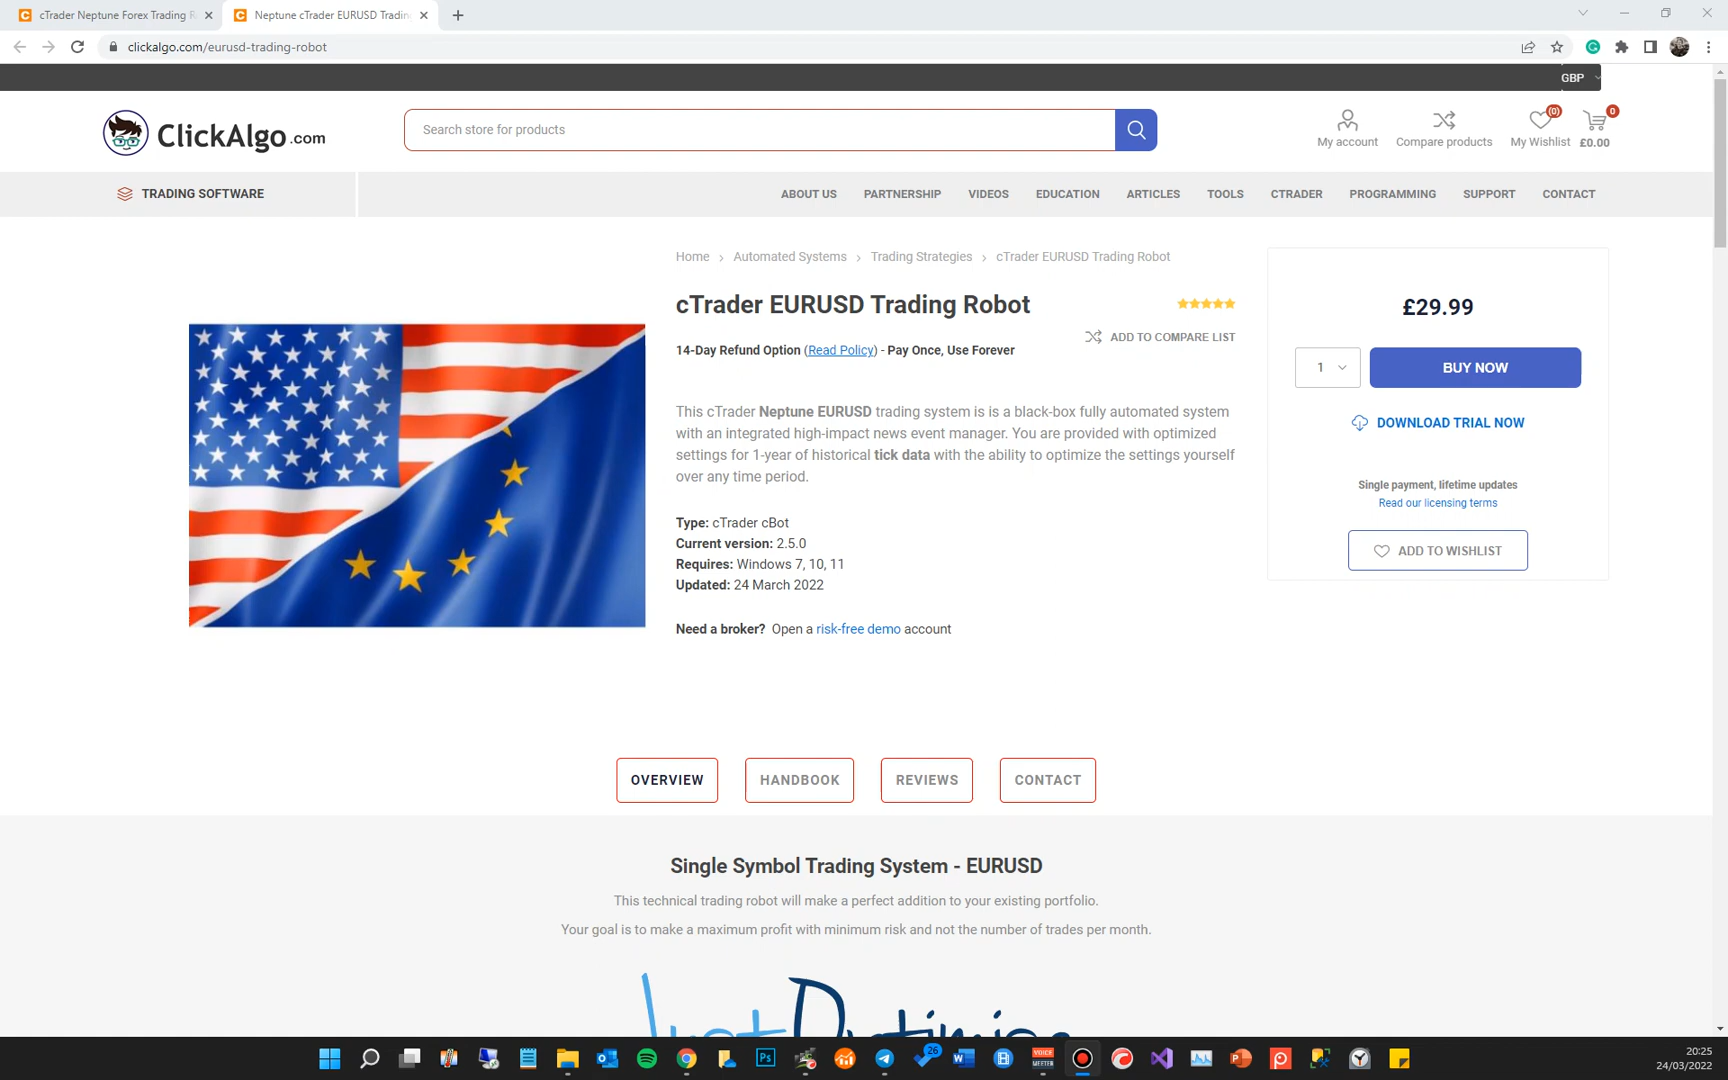 cTrader Neptune Forex Trading R
Neptune cTrader EURUSD Tradin
clickalgo.com/eurusd-trading-robot
GBP
ClickAlgo.com
Search store for products
My account
Compare products
(0)
My Wishlist
0
£0.00
TRADING SOFTWARE
ABOUT US PARTNERSHIP VIDEOS EDUCATION ARTICLES TOOLS CTRADER PROGRAMMING SUPPORT CONTACT
Home > Automated Systems > Trading Strategies > cTrader EURUSD Trading Robot
cTrader EURUSD Trading Robot
ADD TO COMPARE LIST
14-Day Refund Option (Read Policy) - Pay Once, Use Forever
This cTrader Neptune EURUSD trading system is is a black-box fully automated system
with an integrated high-impact news event manager. You are provided with optimized
settings for 1-year of historical tick data with the ability to optimize the settings yourself
over any time period.
Type: cTrader cBot
Current version: 2.5.0
Requires: Windows 7, 10, 11
Updated: 24 March 2022
Need a broker? Open a risk-free demo account
£29.99
1
BUY NOW
DOWNLOAD TRIAL NOW
Single payment, lifetime updates
Read our licensing terms
ADD TO WISHLIST
OVERVIEW
HANDBOOK
REVIEWS
CONTACT
Single Symbol Trading System - EURUSD
This technical trading robot will make a perfect addition to your existing portfolio.
Your goal is to make a maximum profit with minimum risk and not the number of trades per month.
26
VOICE
MEETER
20:25
24/03/2022